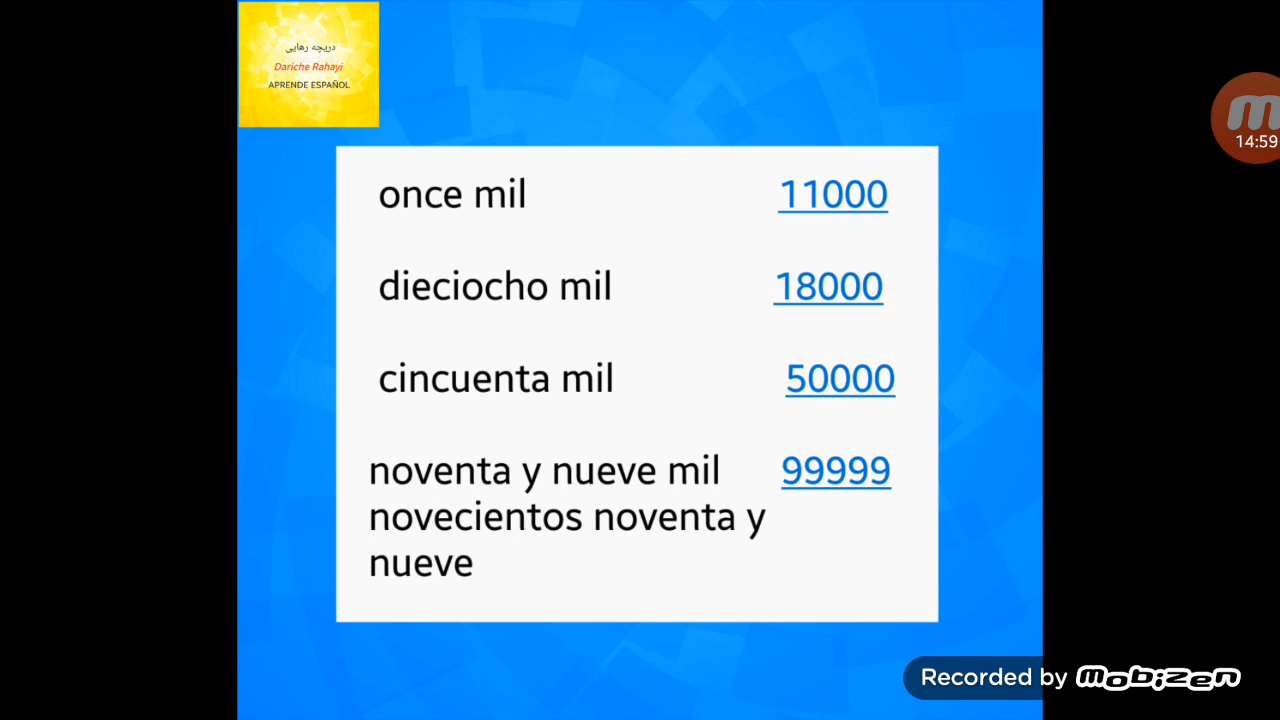 دریچه رهایی
Dariche Rahayi
APRENDE ESPAÑOL
14:59
once mil 11000
dieciocho mil 18000
cincuenta mil 50000
noventa y nueve mil 99999
novecientos noventa y
nueve
Recorded by mobizen